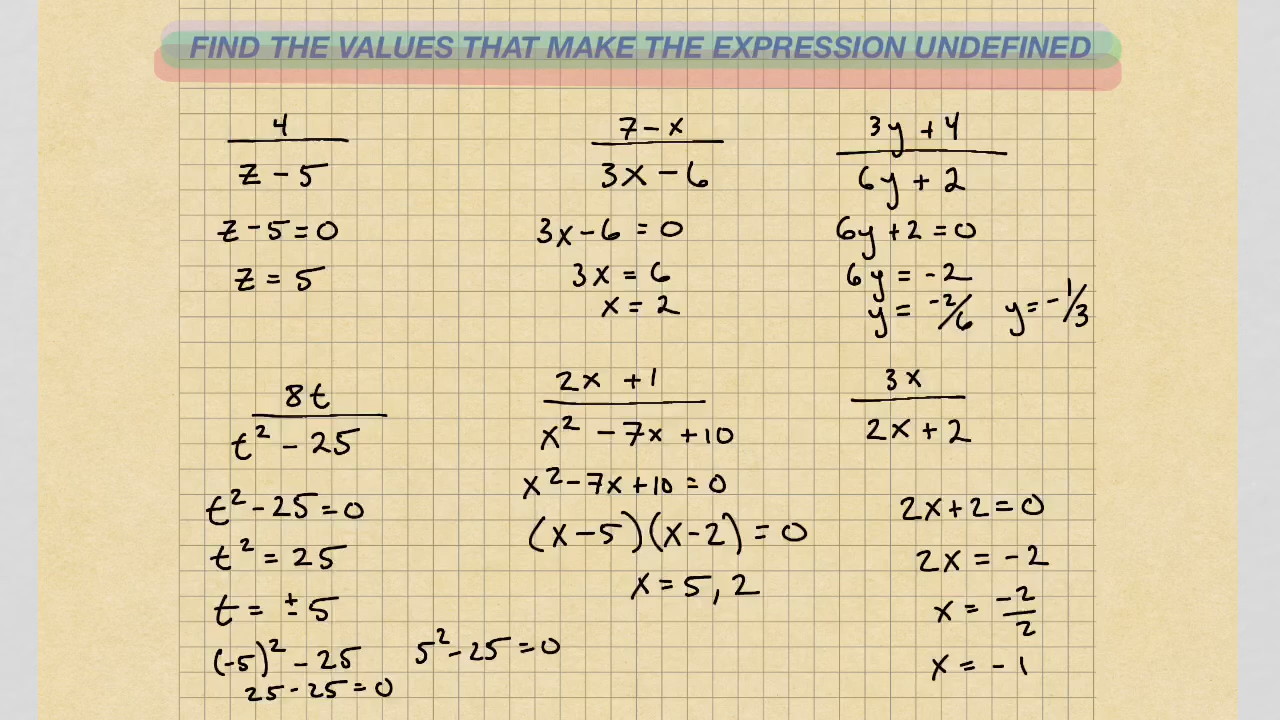 FIND THE VALUES THAT MAKE THE EXPRESSION UNDEFINED
4
z - 5
z - 5 = 0
z = 5
7 - x
3x - 6
3x - 6 = 0
3x = 6
x = 2
3y + 4
6y + 2
6y + 2 = 0
6y = -2
y = -2/6 y = -1/3
8t
t² - 25
t² - 25 = 0
t² = 25
t = ± 5
(-5)² - 25 5² - 25 = 0
25 - 25 = 0
2x + 1
x² - 7x + 10
x² - 7x + 10 = 0
(x - 5)(x - 2) = 0
x = 5, 2
3x
2x + 2
2x + 2 = 0
2x = -2
x = -2/2
x = -1